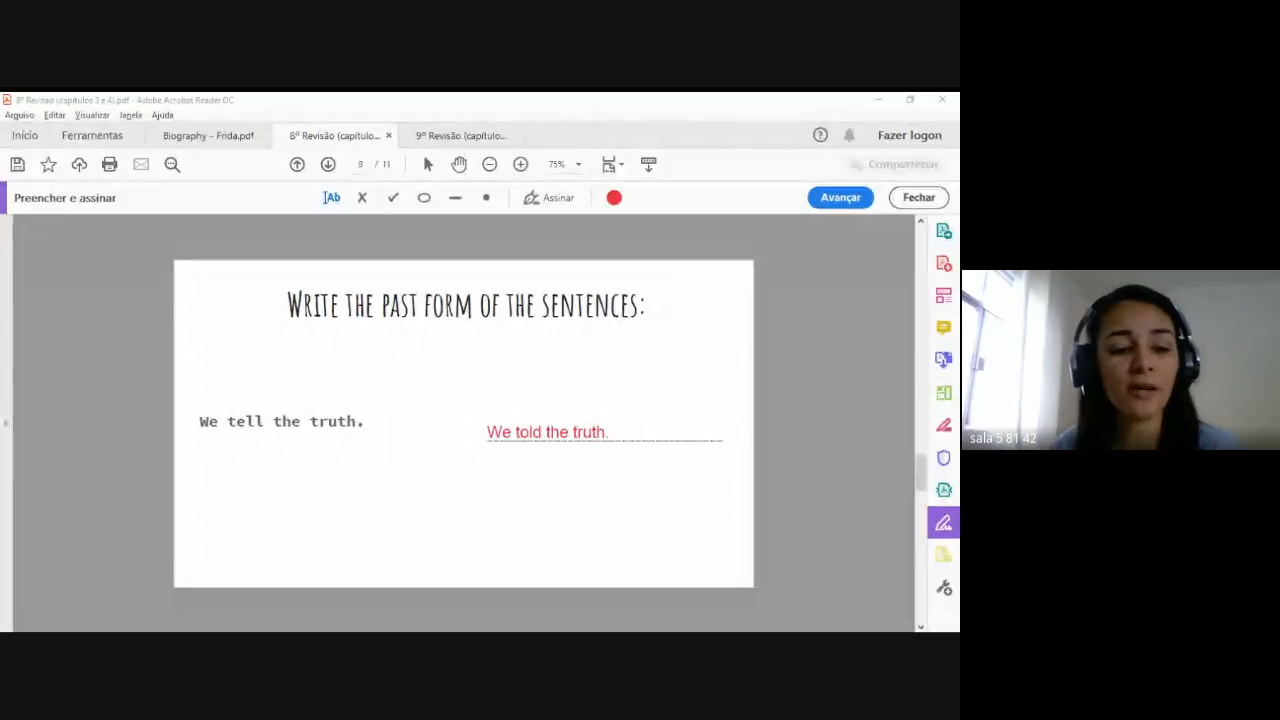 8º Revisão (capítulos 3 e 4).pdf - Adobe Acrobat Reader DC
Arquivo Editar Visualizar Janela Ajuda
Início Ferramentas Biography - Frida.pdf 8º Revisão (capítulo... × 9º Revisão (capítulo... Fazer logon
8 / 11 75% Compartilhar
Preencher e assinar Ab Assinar Avançar Fechar
WRITE THE PAST FORM OF THE SENTENCES:
We tell the truth.
We told the truth.
sala 5 81 42